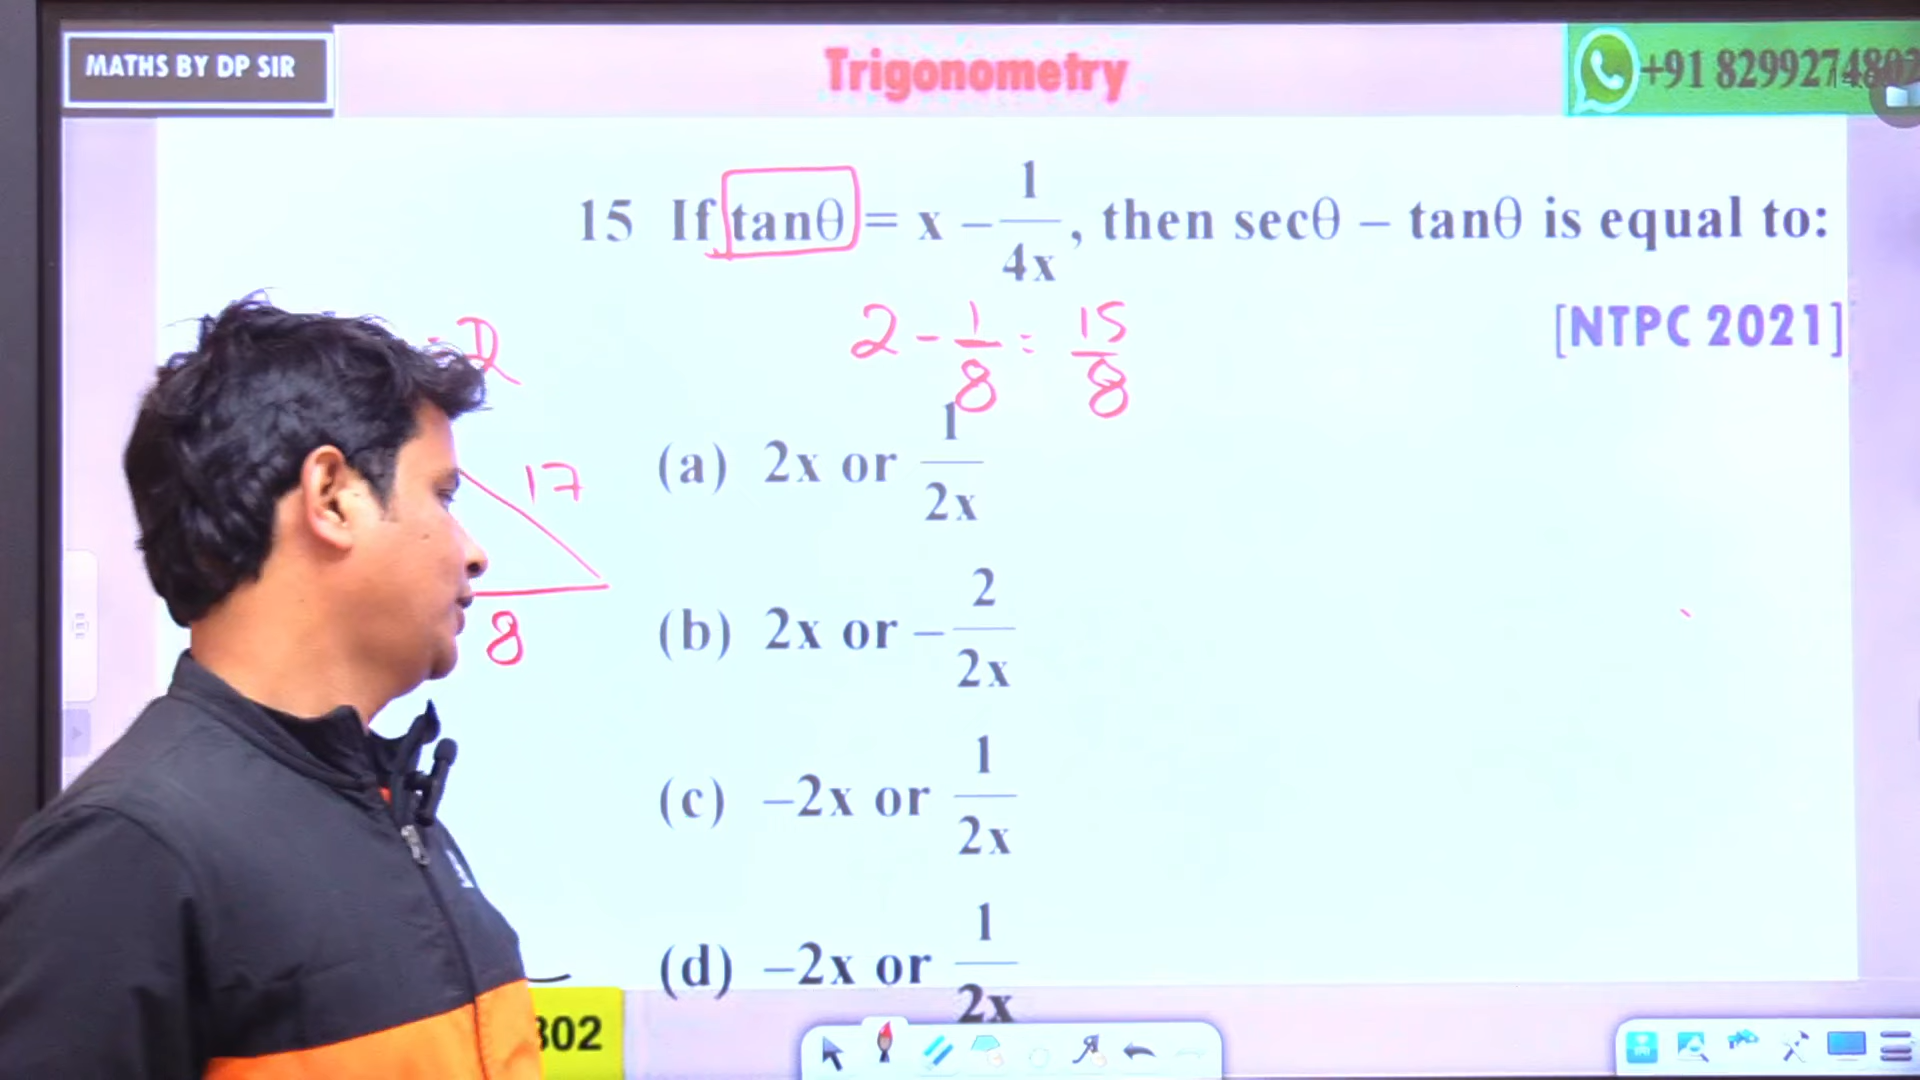 MATHS BY DP SIR
Trigonometry
+91 8299274802
15 If tanθ = x − 1/4x, then secθ − tanθ is equal to:
[NTPC 2021]
2 - 1/8 = 15/8
17
8
(a) 2x or 1/2x
(b) 2x or − 2/2x
(c) −2x or 1/2x
(d) −2x or 1/2x
302